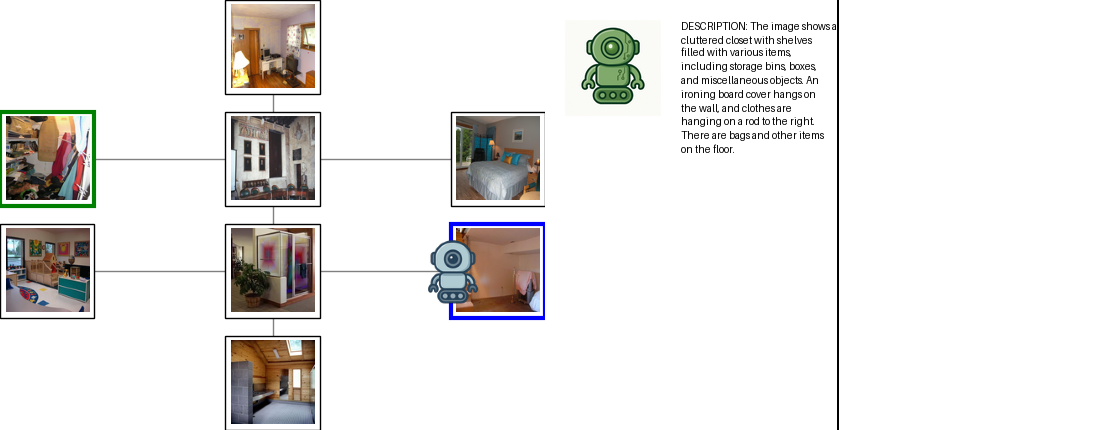 DESCRIPTION: The image shows a
cluttered closet with shelves
filled with various items,
including storage bins, boxes,
and miscellaneous objects. An
ironing board cover hangs on
the wall, and clothes are
hanging on a rod to the right.
There are bags and other items
on the floor.